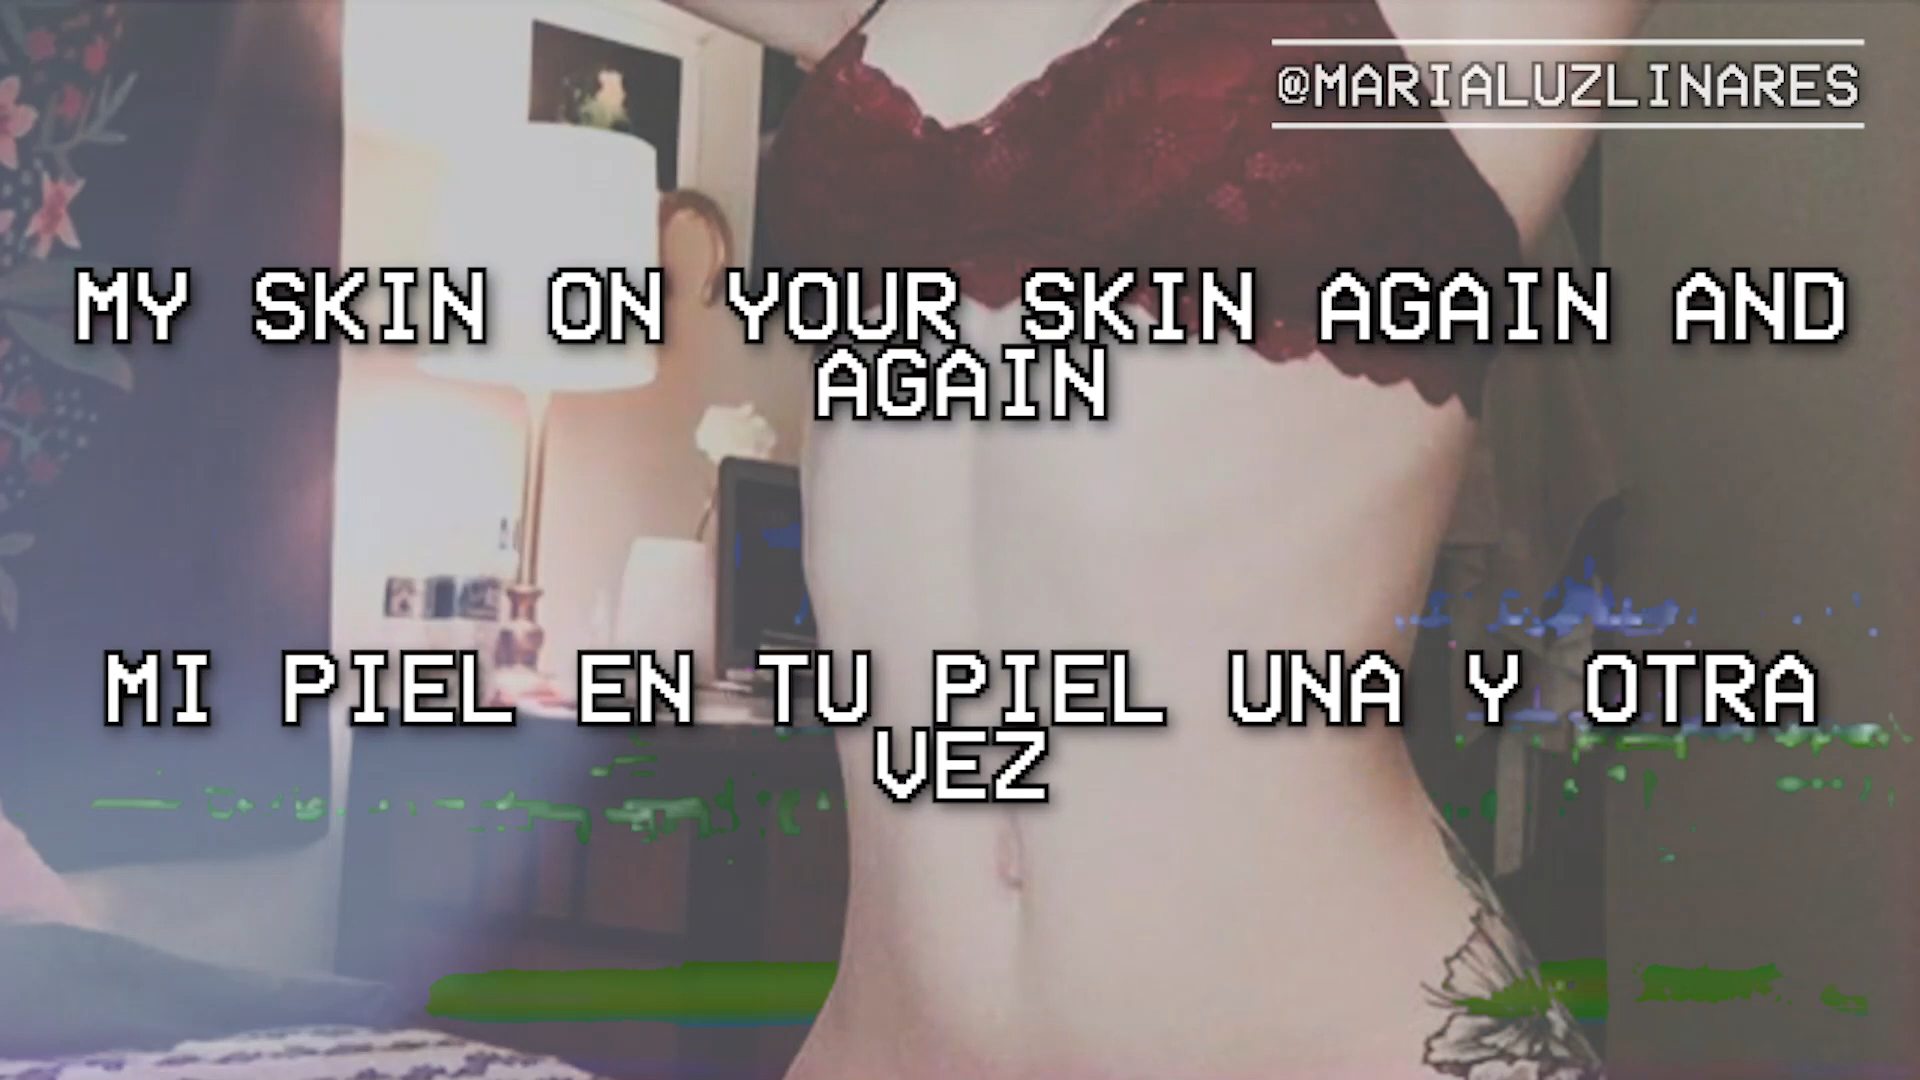 @MARIALUZLINARES
MY SKIN ON YOUR SKIN AGAIN AND
AGAIN
MI PIEL EN TU PIEL UNA Y OTRA
VEZ